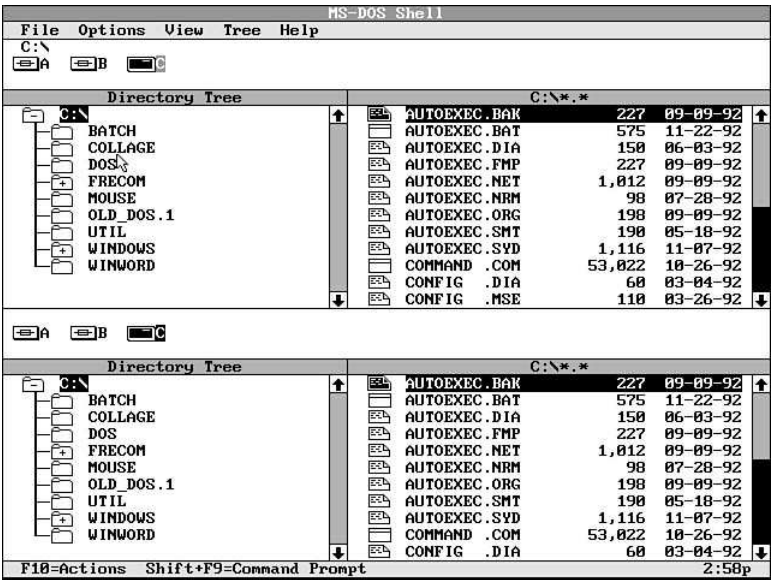 MS-DOS Shell
File Options View Tree Help
C:\
A B C
Directory Tree C:\*.*
C:\ AUTOEXEC.BAK 227 09-09-92
BATCH AUTOEXEC.BAT 575 11-22-92
COLLAGE AUTOEXEC.DIA 150 06-03-92
DOS AUTOEXEC.FMP 227 09-09-92
FRECOM AUTOEXEC.NET 1,012 09-09-92
MOUSE AUTOEXEC.NRM 98 07-28-92
OLD_DOS.1 AUTOEXEC.ORG 198 09-09-92
UTIL AUTOEXEC.SMT 190 05-18-92
WINDOWS AUTOEXEC.SYD 1,116 11-07-92
WINWORD COMMAND .COM 53,022 10-26-92
CONFIG .DIA 60 03-04-92
CONFIG .MSE 110 03-26-92
A B C
Directory Tree C:\*.*
C:\ AUTOEXEC.BAK 227 09-09-92
BATCH AUTOEXEC.BAT 575 11-22-92
COLLAGE AUTOEXEC.DIA 150 06-03-92
DOS AUTOEXEC.FMP 227 09-09-92
FRECOM AUTOEXEC.NET 1,012 09-09-92
MOUSE AUTOEXEC.NRM 98 07-28-92
OLD_DOS.1 AUTOEXEC.ORG 198 09-09-92
UTIL AUTOEXEC.SMT 190 05-18-92
WINDOWS AUTOEXEC.SYD 1,116 11-07-92
WINWORD COMMAND .COM 53,022 10-26-92
CONFIG .DIA 60 03-04-92
F10=Actions Shift+F9=Command Prompt 2:58p